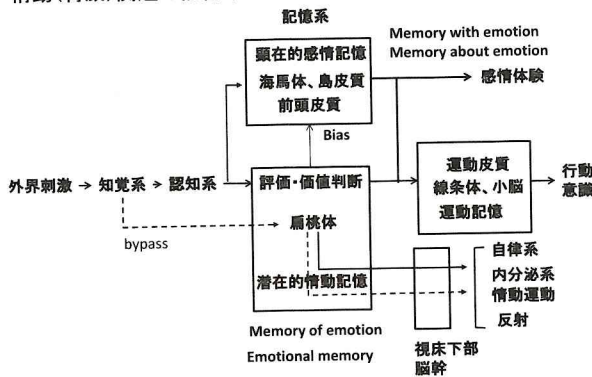 記憶系
Memory with emotion
Memory about emotion
顕在的感情記憶
海馬体、島皮質
前頭皮質
感情体験
Bias
外界刺激
知覚系
認知系
評価・価値判断
運動皮質
線条体、小脳
運動記憶
行動
意識
bypass
扁桃体
自律系
内分泌系
情動運動
反射
潜在的情動記憶
Memory of emotion
Emotional memory
視床下部
脳幹